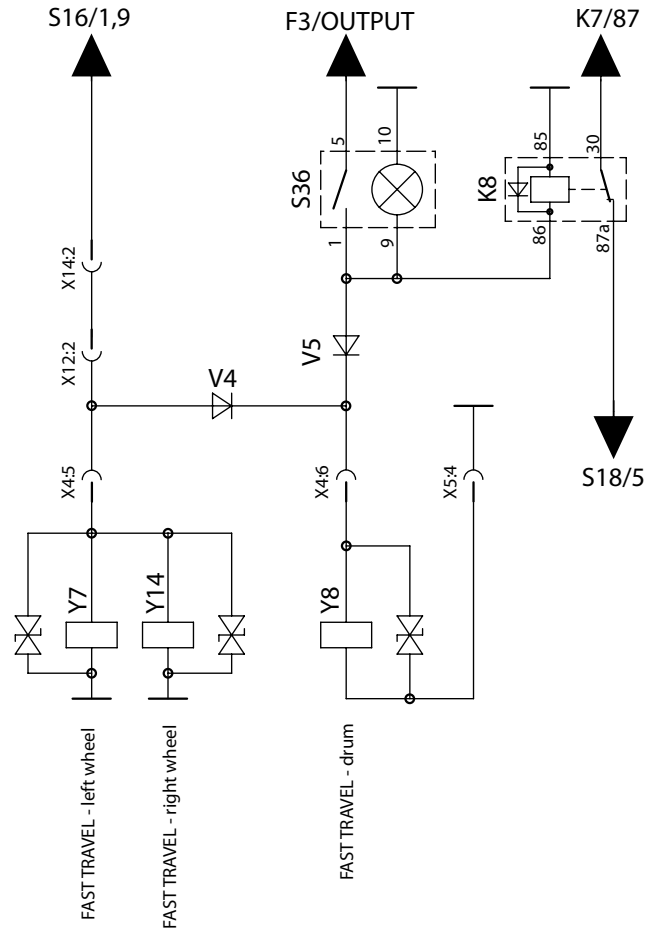 S16/1,9
F3/OUTPUT
K7/87
5
10
85
30
S36
K8
1
9
86
87a
X14:2
X12:2
V5
V4
X4:5
X4:6
X5:4
S18/5
Y7
Y14
Y8
FAST TRAVEL - left wheel
FAST TRAVEL - right wheel
FAST TRAVEL - drum